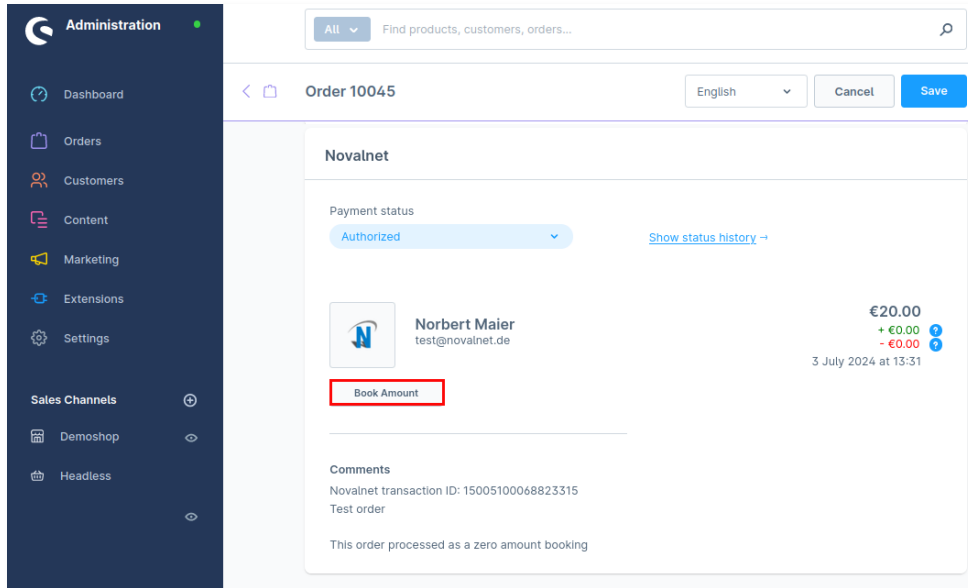 Administration
All
Find products, customers, orders...
Dashboard
Orders
Customers
Content
Marketing
Extensions
Settings
Sales Channels
Demoshop
Headless
Order 10045
English
Cancel
Save
Novalnet
Payment status
Authorized
Show status history →
N
Norbert Maier
test@novalnet.de
€20.00
+ €0.00 ?
- €0.00 ?
3 July 2024 at 13:31
Book Amount
Comments
Novalnet transaction ID: 15005100068823315
Test order
This order processed as a zero amount booking